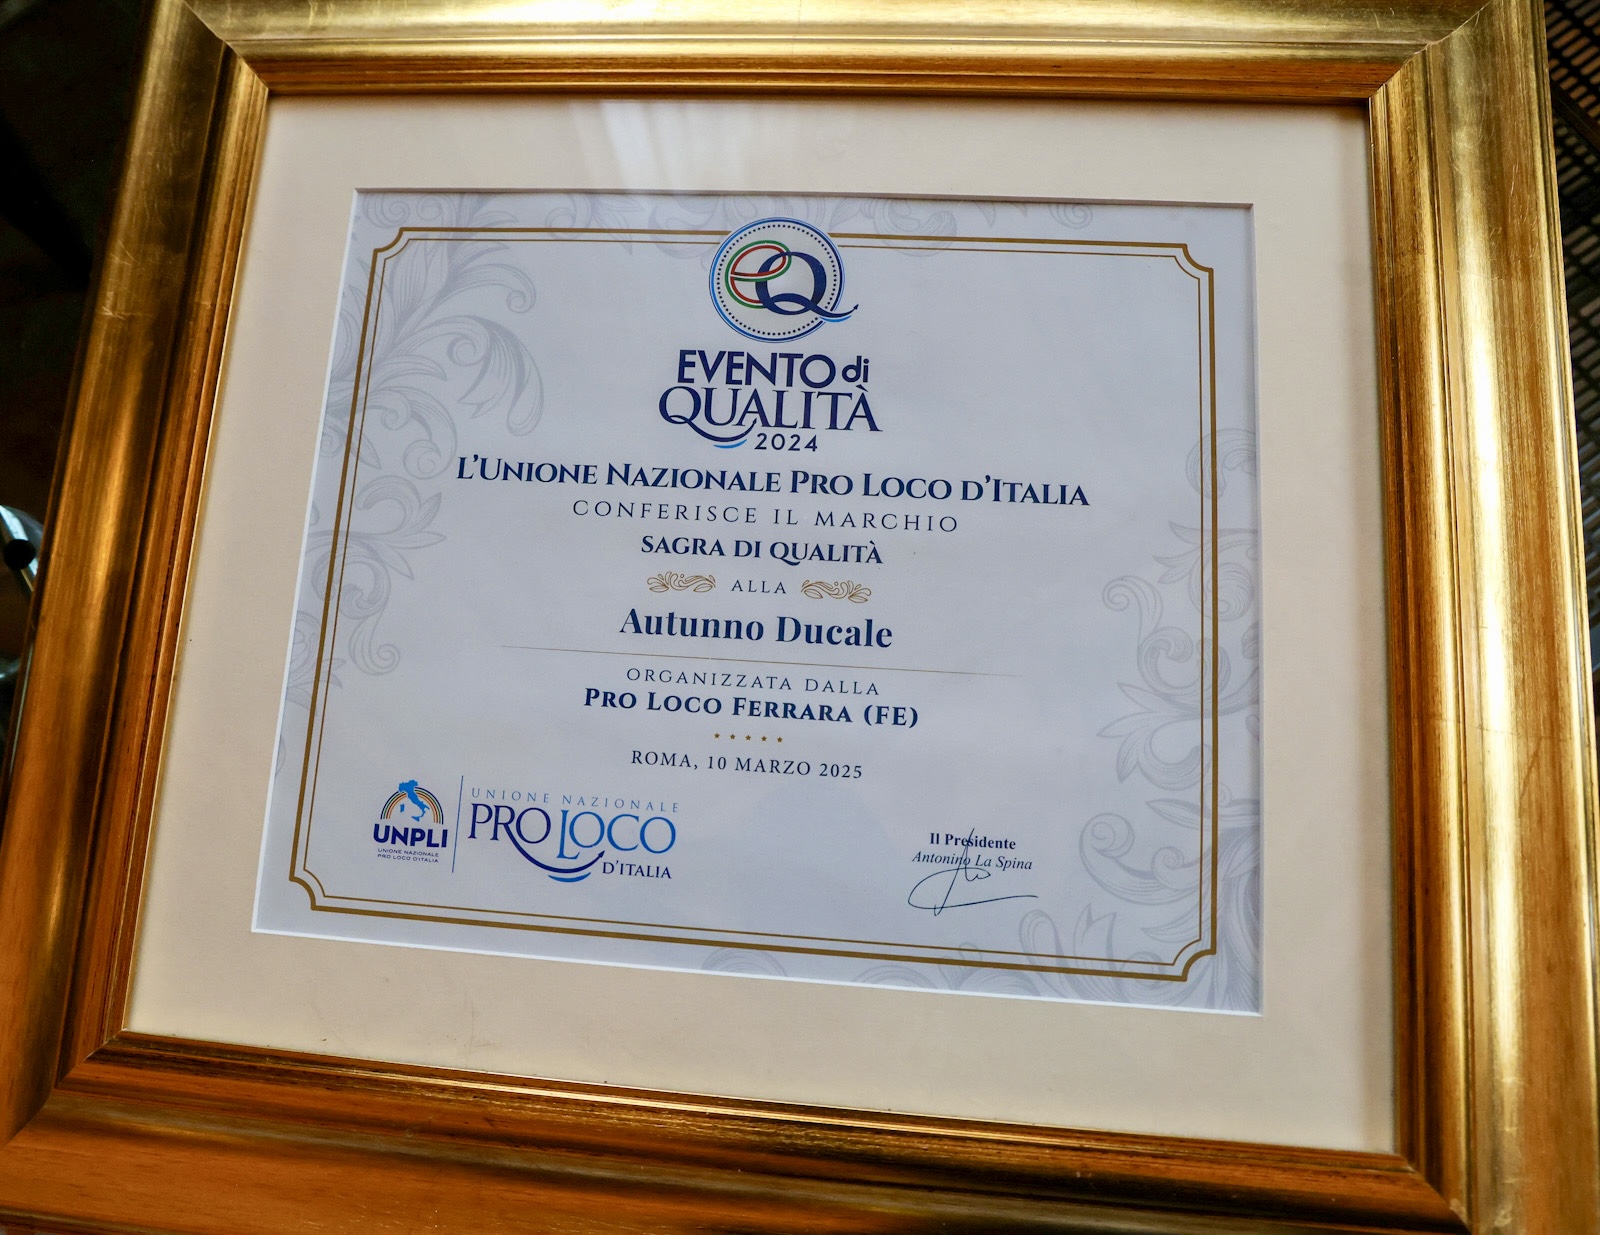 eQ
EVENTO di
QUALITÀ
2024
L'UNIONE NAZIONALE PRO LOCO D'ITALIA
CONFERISCE IL MARCHIO
SAGRA DI QUALITÀ
ALLA
Autunno Ducale
ORGANIZZATA DALLA
PRO LOCO FERRARA (FE)
ROMA, 10 MARZO 2025
UNPLI
UNIONE NAZIONALE
PRO LOCO D'ITALIA
UNIONE NAZIONALE
PRO LOCO
D'ITALIA
Il Presidente
Antonino La Spina